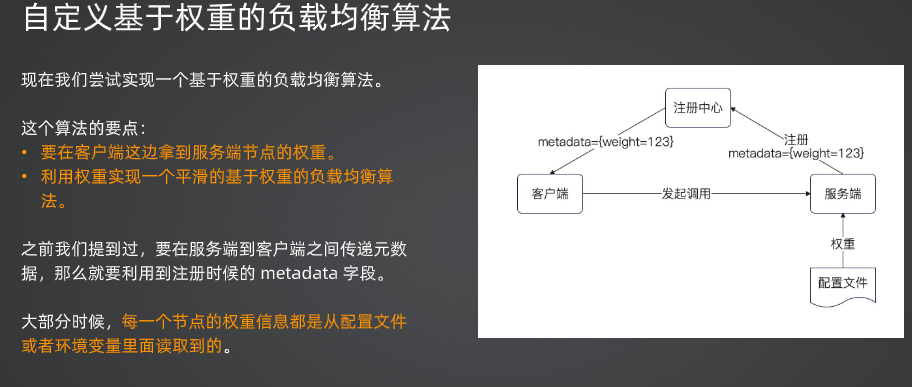 自定义基于权重的负载均衡算法
现在我们尝试实现一个基于权重的负载均衡算法。
这个算法的要点：
• 要在客户端这边拿到服务端节点的权重。
• 利用权重实现一个平滑的基于权重的负载均衡算
法。
之前我们提到过，要在服务端到客户端之间传递元数
据，那么就要利用到注册时候的 metadata 字段。
大部分时候，每一个节点的权重信息都是从配置文件
或者环境变量里面读取到的。
注册中心
metadata={weight=123}
注册
metadata={weight=123}
客户端
发起调用
服务端
权重
配置文件